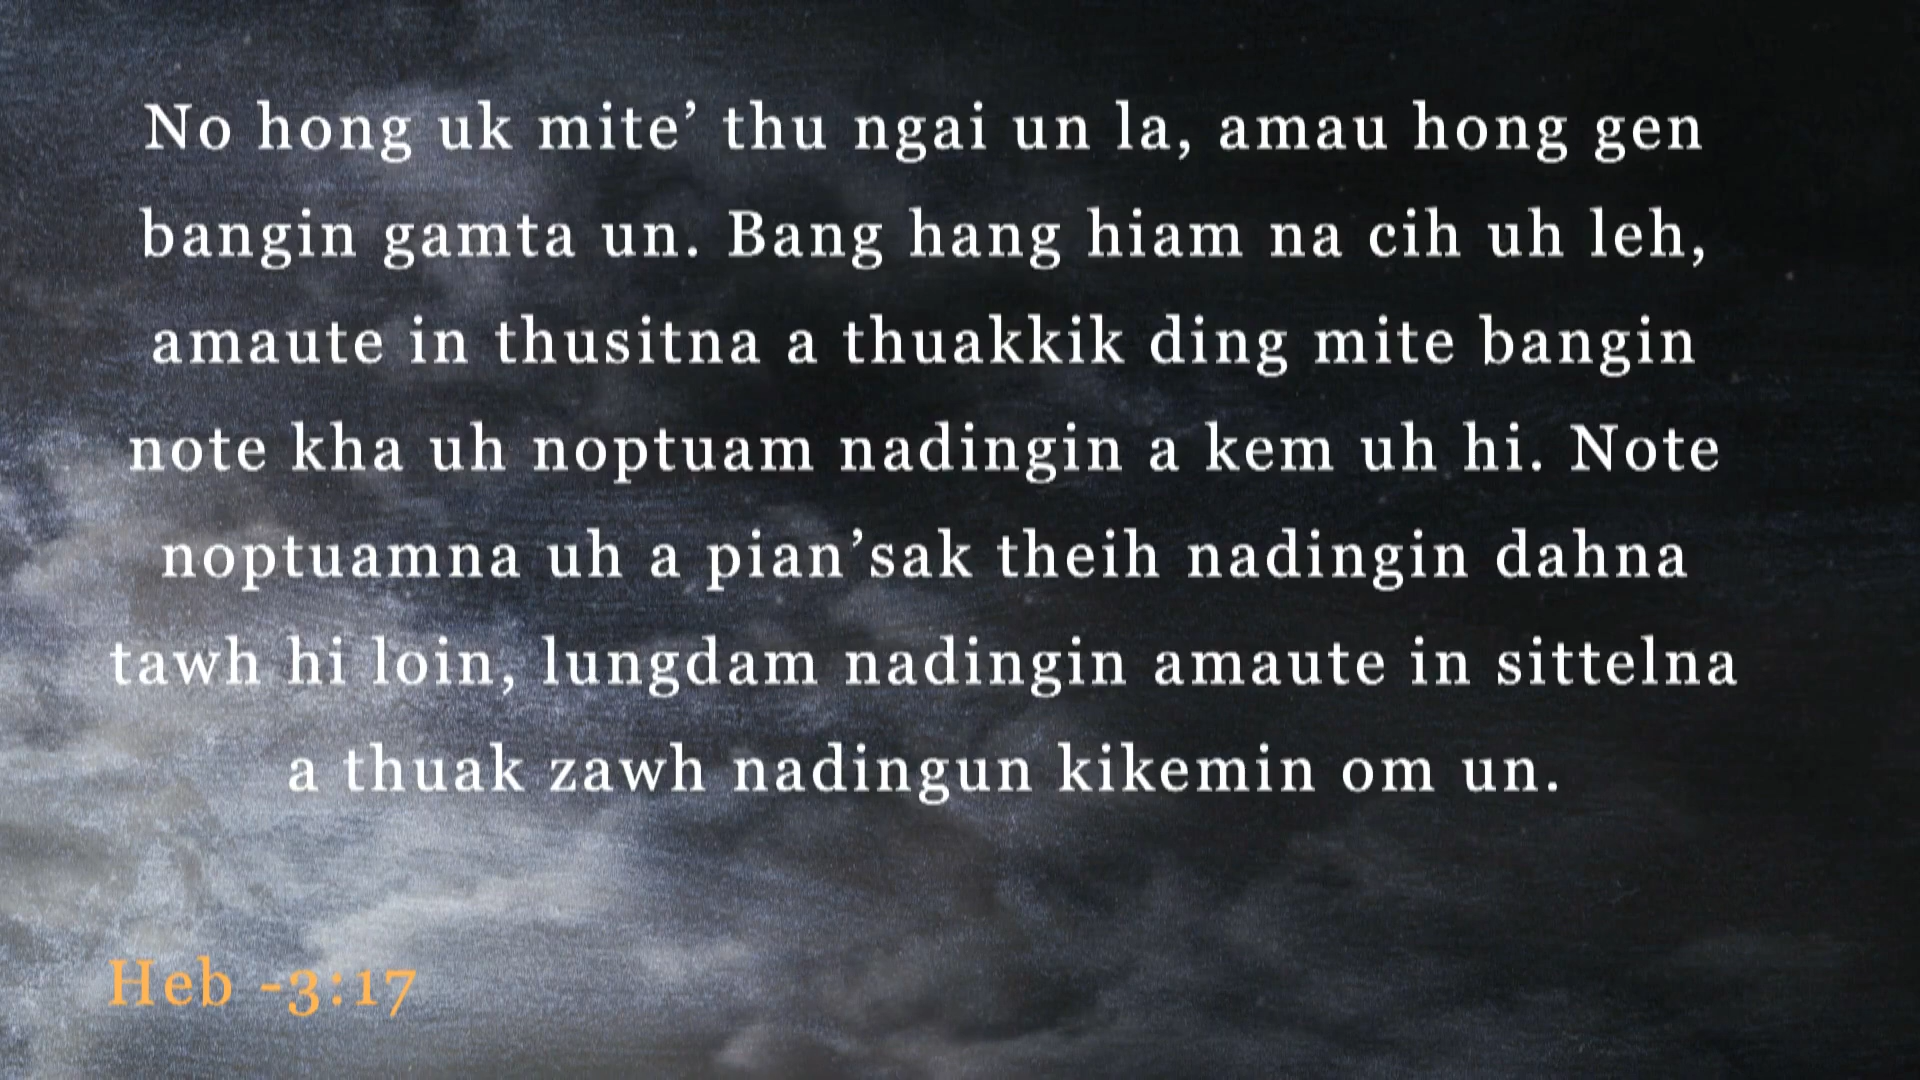 No hong uk mite’ thu ngai un la, amau hong gen
bangin gamta un. Bang hang hiam na cih uh leh,
amaute in thusitna a thuakkik ding mite bangin
note kha uh noptuam nadingin a kem uh hi. Note
noptuamna uh a pian’sak theih nadingin dahna
tawh hi loin, lungdam nadingin amaute in sittelna
a thuak zawh nadingun kikemin om un.
Heb -3:17